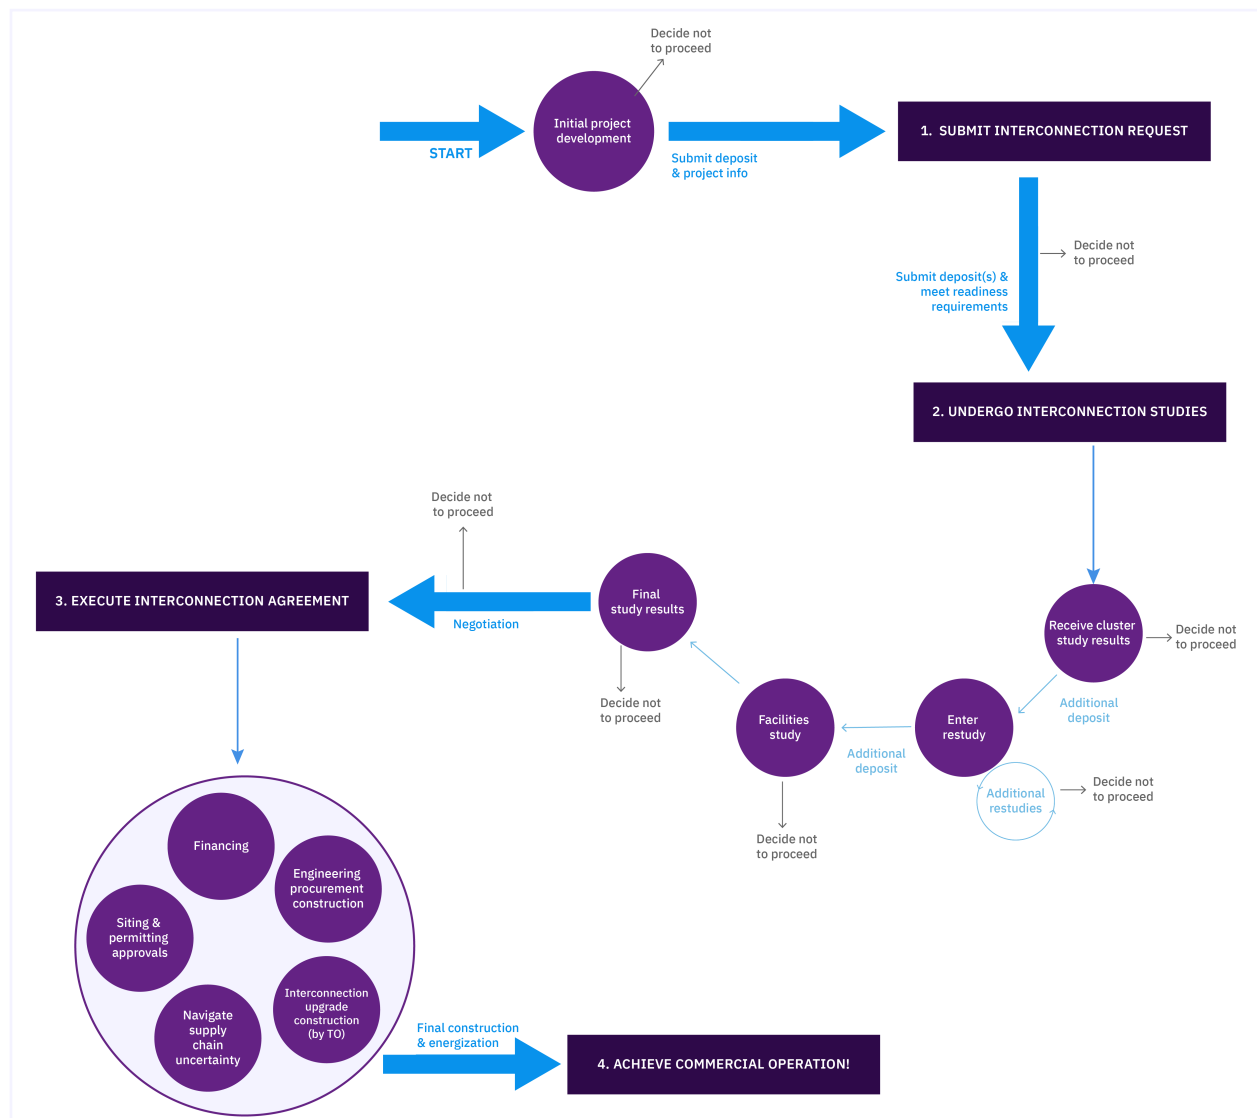 Decide not
to proceed
Initial project
development
START
Submit deposit
& project info
1. SUBMIT INTERCONNECTION REQUEST
Decide not
to proceed
Submit deposit(s) &
meet readiness
requirements
2. UNDERGO INTERCONNECTION STUDIES
Receive cluster
study results
Decide not
to proceed
Additional
deposit
Enter
restudy
Additional
restudies
Decide not
to proceed
Additional
deposit
Facilities
study
Decide not
to proceed
Final
study results
Decide not
to proceed
Negotiation
Decide not
to proceed
3. EXECUTE INTERCONNECTION AGREEMENT
Financing
Engineering
procurement
construction
Siting &
permitting
approvals
Interconnection
upgrade
construction
(by TO)
Navigate
supply
chain
uncertainty
Final construction
& energization
4. ACHIEVE COMMERCIAL OPERATION!